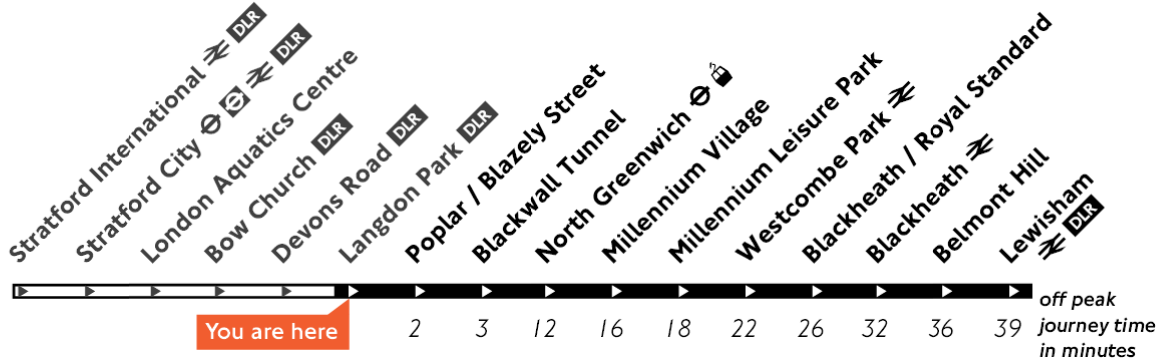 Stratford International DLR
Stratford City DLR
London Aquatics Centre
Bow Church DLR
Devons Road DLR
Langdon Park DLR
Poplar / Blazely Street
Blackwall Tunnel
North Greenwich
Millennium Village
Millennium Leisure Park
Westcombe Park
Blackheath / Royal Standard
Blackheath
Belmont Hill
Lewisham
DLR
You are here
2 3 12 16 18 22 26 32 36 39
off peak
journey time
in minutes